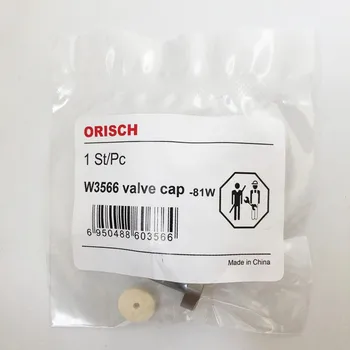 ORISCH
1 St/Pc
W3566 valve cap -81W
6 950488 603566
Made in China